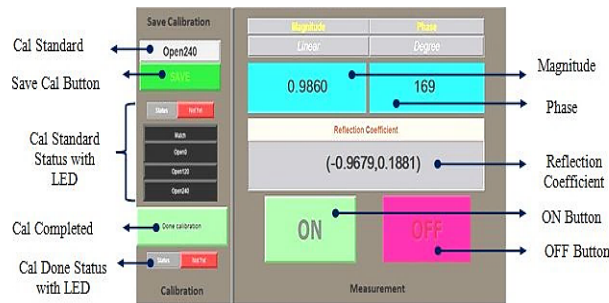 Save Calibration
Cal Standard
Open240
Save Cal Button
SAVE
Status
Not Yet
Cal Standard
Status with
LED
Match
Open0
Open120
Open240
Cal Completed
Done calibration
Cal Done Status
with LED
Status
Not Yet
Calibration
Magnitude
Phase
Linear
Degree
0.9860
169
Magnitude
Phase
Reflection Coefficient
(-0.9679,0.1881)
Reflection
Coefficient
ON
OFF
ON Button
OFF Button
Measurement